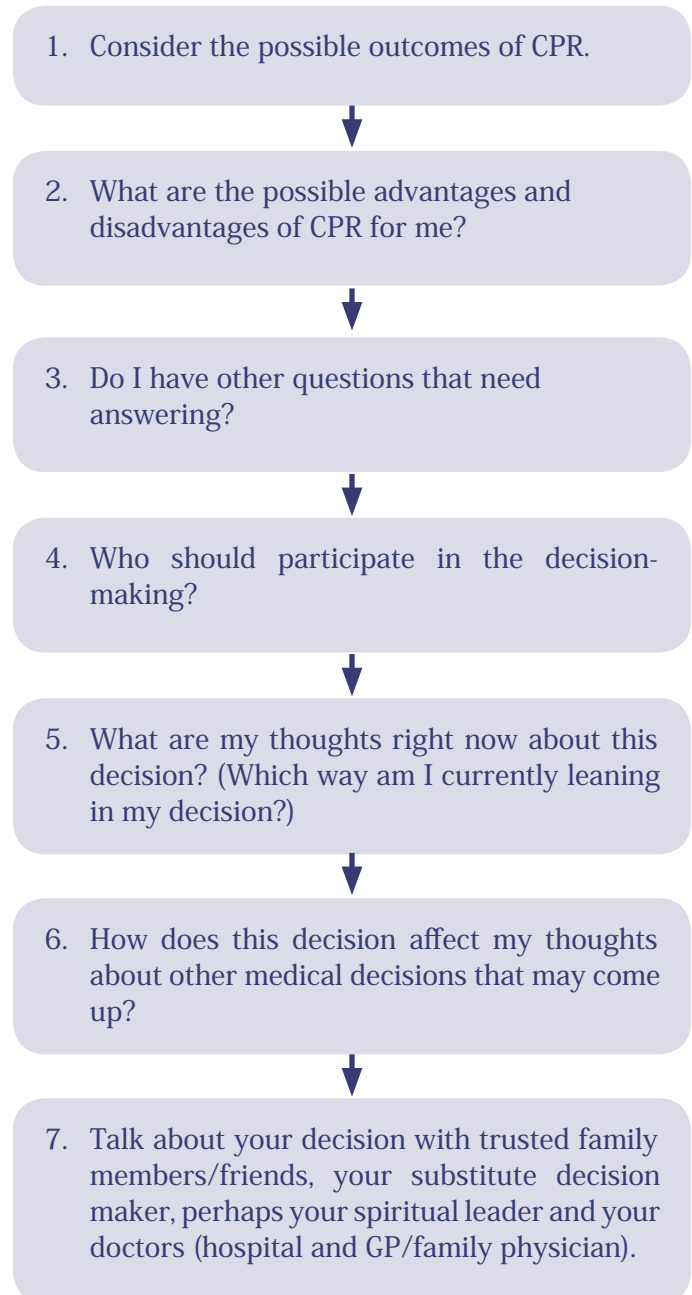 1. Consider the possible outcomes of CPR.
2. What are the possible advantages and
disadvantages of CPR for me?
3. Do I have other questions that need
answering?
4. Who should participate in the decision-
making?
5. What are my thoughts right now about this
decision? (Which way am I currently leaning
in my decision?)
6. How does this decision affect my thoughts
about other medical decisions that may come
up?
7. Talk about your decision with trusted family
members/friends, your substitute decision
maker, perhaps your spiritual leader and your
doctors (hospital and GP/family physician).